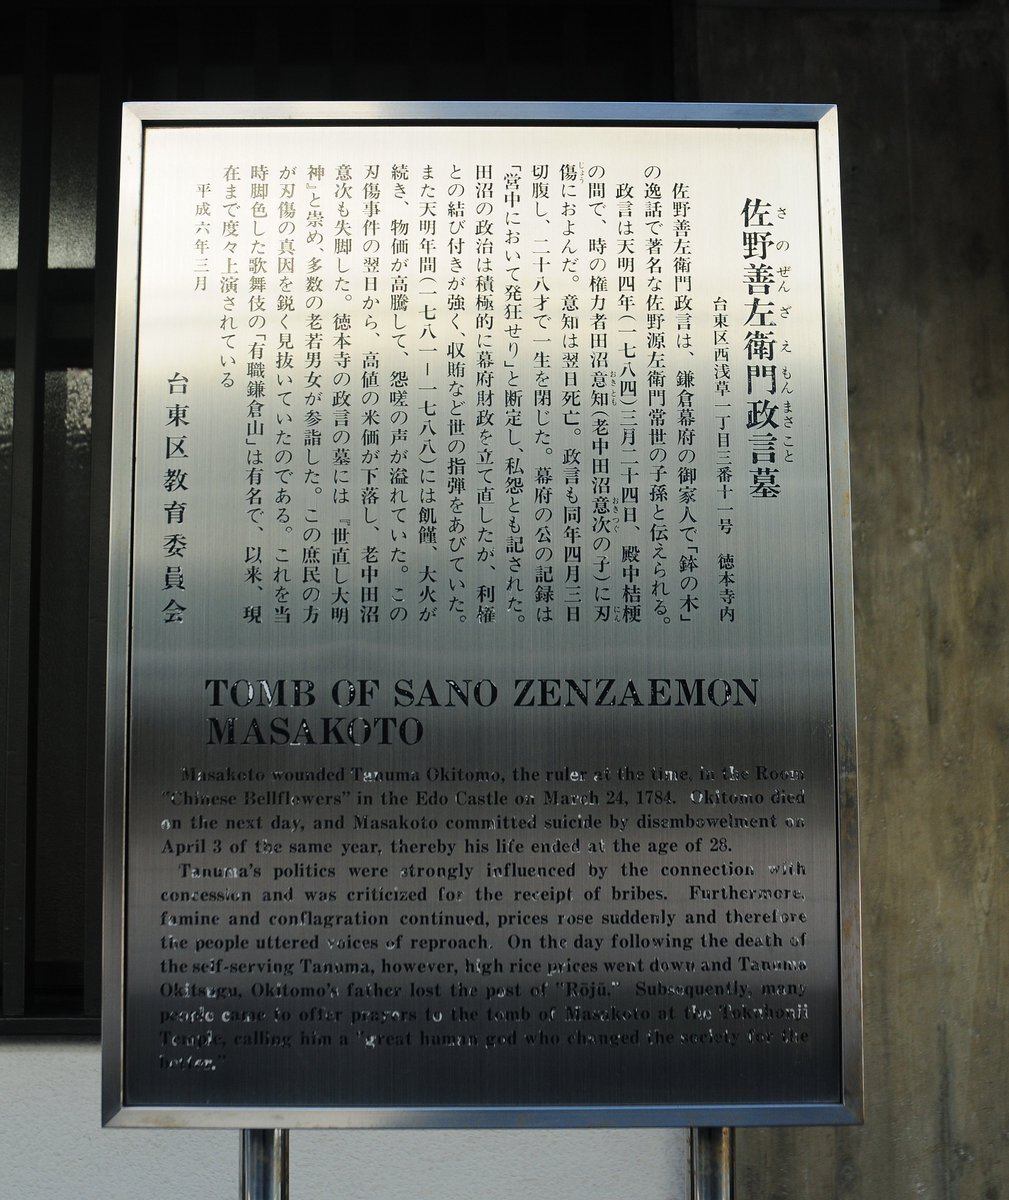 佐野善左衛門政言墓
さのぜんざえもんまさこと
台東区西浅草一丁目三番十一号　徳本寺内
佐野善左衛門政言は、鎌倉幕府の御家人で「鉢の木」
の逸話で著名な佐野源左衛門常世の子孫と伝えられる。
政言は天明四年(一七八四)三月二十四日、殿中桔梗
の間で、時の権力者田沼意知(老中田沼意次の子)に刃
おきとも
おきつぐ
にん
傷におよんだ。意知は翌日死亡。政言も同年四月三日
じょう
切腹し、二十八才で一生を閉じた。幕府の公の記録は
「営中において発狂せり」と断定し、私怨とも記された。
田沼の政治は積極的に幕府財政を立て直したが、利権
との結び付きが強く、収賄など世の指弾をあびていた。
また天明年間(一七八一－一七八八)には飢饉、大火が
続き、物価が高騰して、怨嗟の声が溢れていた。この
刃傷事件の翌日から、高値の米価が下落し、老中田沼
意次も失脚した。徳本寺の政言の墓には『世直し大明
神』と崇め、多数の老若男女が参詣した。この庶民の方
が刃傷の真因を鋭く見抜いていたのである。これを当
時脚色した歌舞伎の「有職鎌倉山」は有名で、以来、現
在まで度々上演されている
平成六年三月
台東区教育委員会
TOMB OF SANO ZENZAEMON
MASAKOTO
Masakoto wounded Tanuma Okitomo, the ruler at the time, in the Room
"Chinese Bellflowers" in the Edo Castle on March 24, 1784. Okitomo died
on the next day, and Masakoto committed suicide by disembowelment on
April 3 of the same year, thereby his life ended at the age of 28.
Tanuma's politics were strongly influenced by the connection with
concession and was criticized for the receipt of bribes. Furthermore,
famine and conflagration continued, prices rose suddenly and therefore
the people uttered voices of reproach. On the day following the death of
the self-serving Tanuma, however, high rice prices went down and Tanuma
Okitsugu, Okitomo's father lost the post of "Rōjū." Subsequently, many
people came to offer prayers to the tomb of Masakoto at the Tokuhonji
Temple, calling him a "great human god who changed the society for the
better."